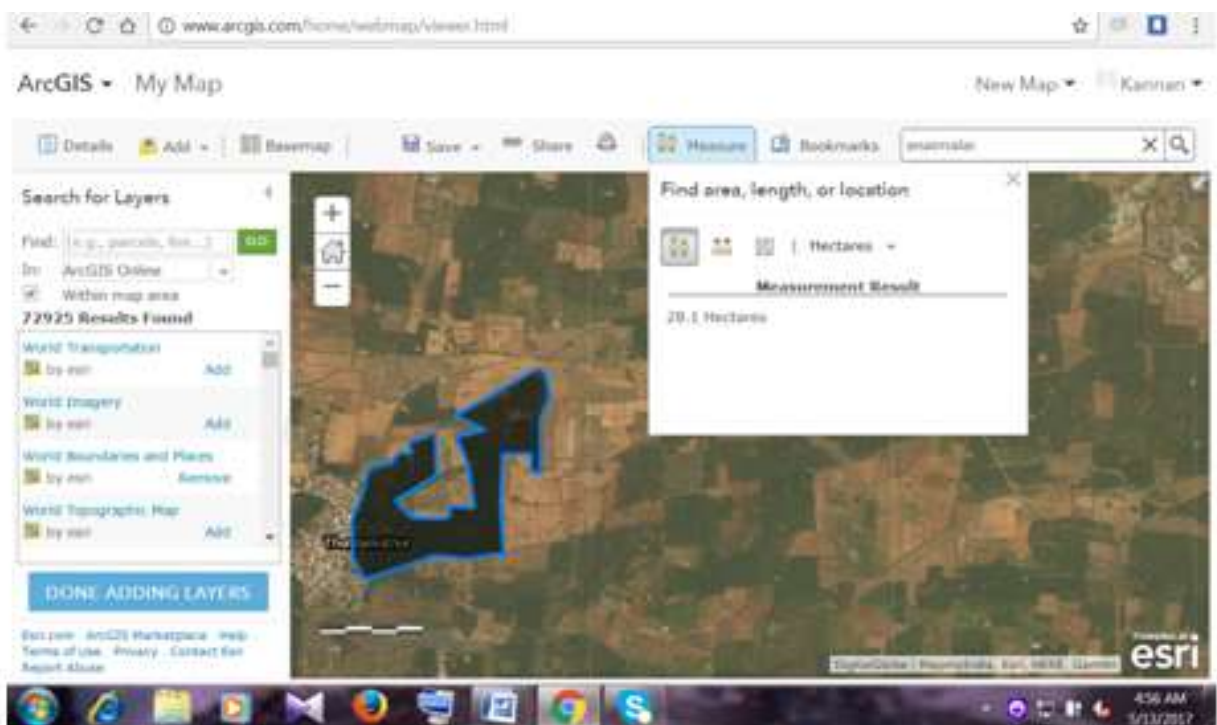 www.arcgis.com/home/webmap/viewer.html
ArcGIS My Map New Map Kannan
Details Add Basemap Save Share Measure Bookmarks
Search for Layers
Find: GO
In: ArcGIS Online
Within map area
72925 Results Found
World Transportation
by esri Add
World Imagery
by esri Add
World Boundaries and Places
by esri Remove
World Topographic Map
by esri Add
DONE ADDING LAYERS
Esri.com ArcGIS Marketplace Help
Terms of Use Privacy Contact Esri
Report Abuse
Find area, length, or location
Hectares
Measurement Result
Hectares
POWERED BY
esri
4:56 AM